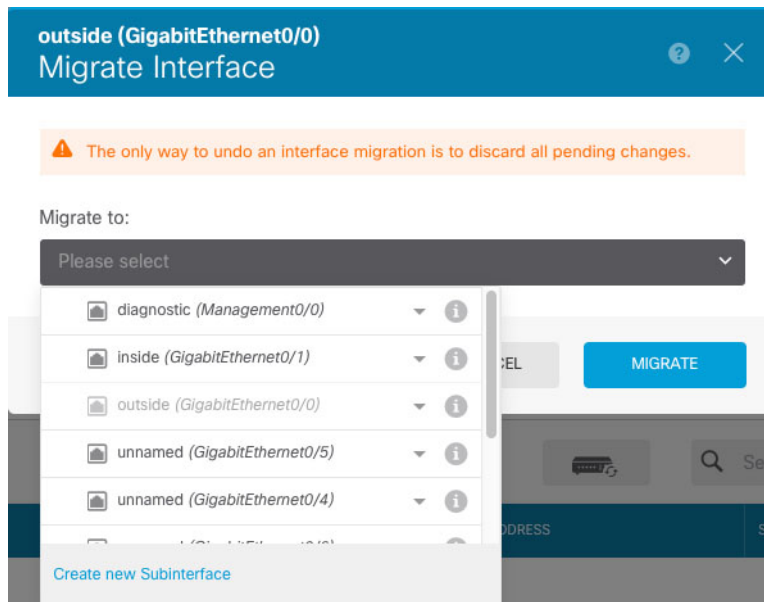 outside (GigabitEthernet0/0)
Migrate Interface
The only way to undo an interface migration is to discard all pending changes.
Migrate to:
Please select
diagnostic (Management0/0)
inside (GigabitEthernet0/1)
MIGRATE
outside (GigabitEthernet0/0)
unnamed (GigabitEthernet0/5)
unnamed (GigabitEthernet0/4)
Create new Subinterface